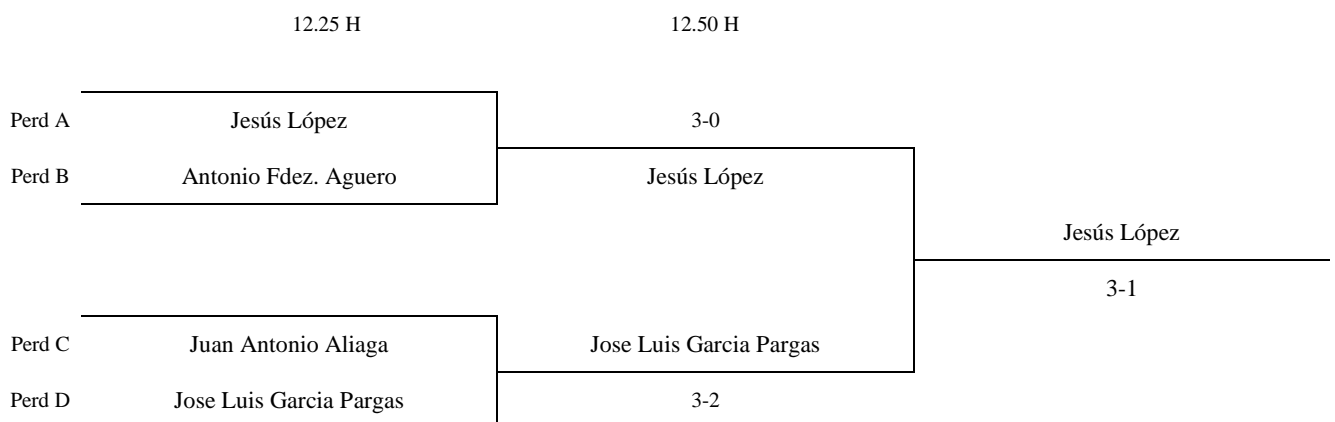 12.25 H 12.50 H
Perd A Jesús López 3-0
Perd B Antonio Fdez. Aguero Jesús López
Jesús López
3-1
Perd C Juan Antonio Aliaga Jose Luis Garcia Pargas
Perd D Jose Luis Garcia Pargas 3-2